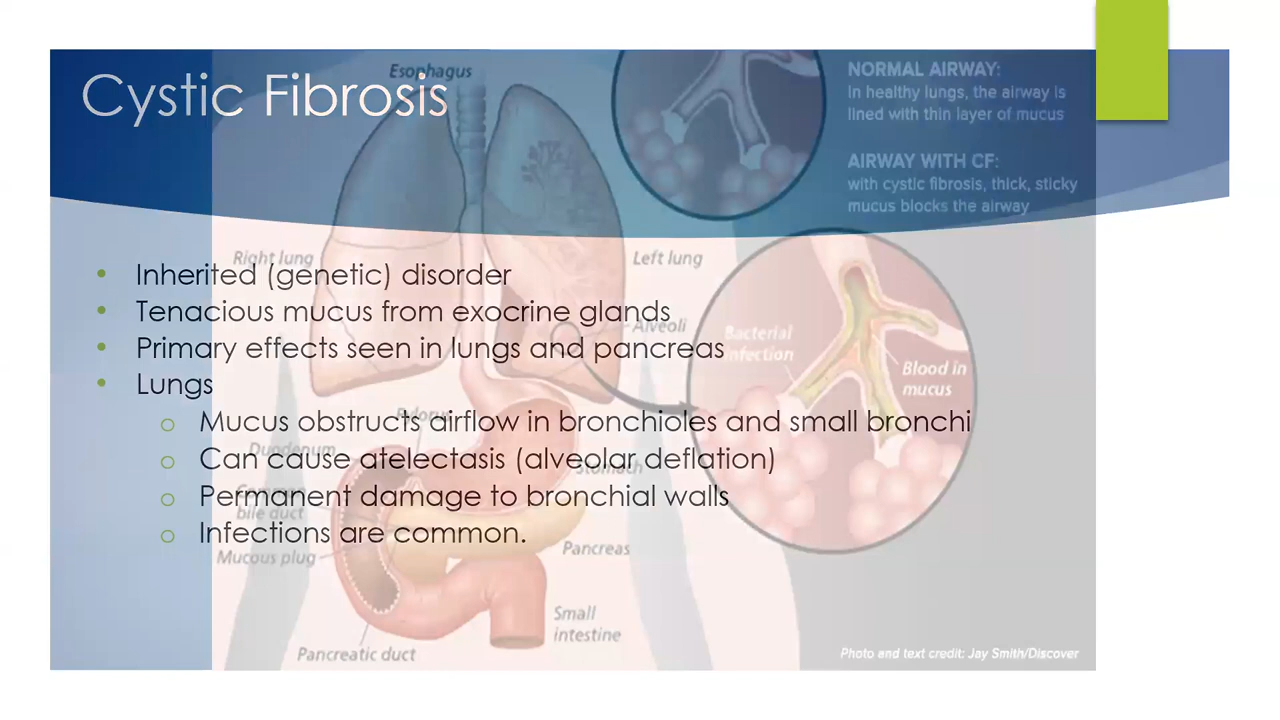 Cystic Fibrosis
Esophagus
NORMAL AIRWAY:
In healthy lungs, the airway is
lined with thin layer of mucus
AIRWAY WITH CF:
with cystic fibrosis, thick, sticky
mucus blocks the airway
Right lung
Left lung
• Inherited (genetic) disorder
• Tenacious mucus from exocrine glands
Alveoli
Bacterial
infection
• Primary effects seen in lungs and pancreas
• Lungs
Blood in
mucus
Pylorus
o Mucus obstructs airflow in bronchioles and small bronchi
Duodenum
Stomach
o Can cause atelectasis (alveolar deflation)
Common
bile duct
o Permanent damage to bronchial walls
o Infections are common.
Mucous plug
Pancreas
Small
intestine
Pancreatic duct
Photo and text credit: Jay Smith/Discover